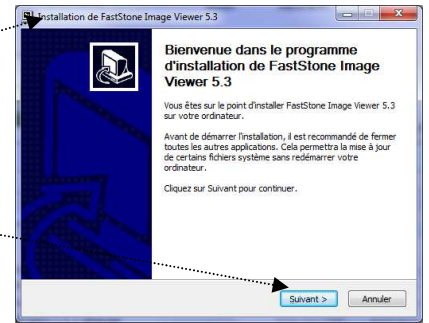 Installation de FastStone Image Viewer 5.3
Bienvenue dans le programme
d'installation de FastStone Image
Viewer 5.3
Vous êtes sur le point d'installer FastStone Image Viewer 5.3
sur votre ordinateur.
Avant de démarrer l'installation, il est recommandé de fermer
toutes les autres applications. Cela permettra la mise à jour
de certains fichiers système sans redémarrer votre
ordinateur.
Cliquez sur Suivant pour continuer.
Suivant >
Annuler